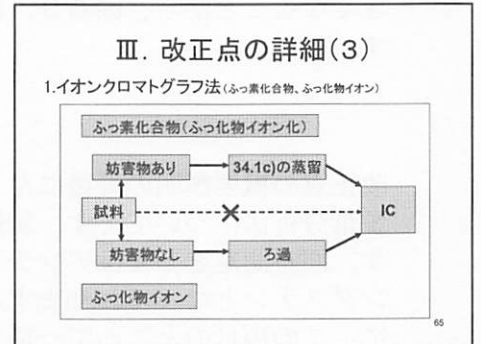 Ⅲ. 改正点の詳細(3)
1.イオンクロマトグラフ法(ふっ素化合物、ふっ化物イオン)
ふっ素化合物(ふっ化物イオン化)
妨害物あり
34.1c)の蒸留
試料
IC
妨害物なし
ろ過
ふっ化物イオン
65